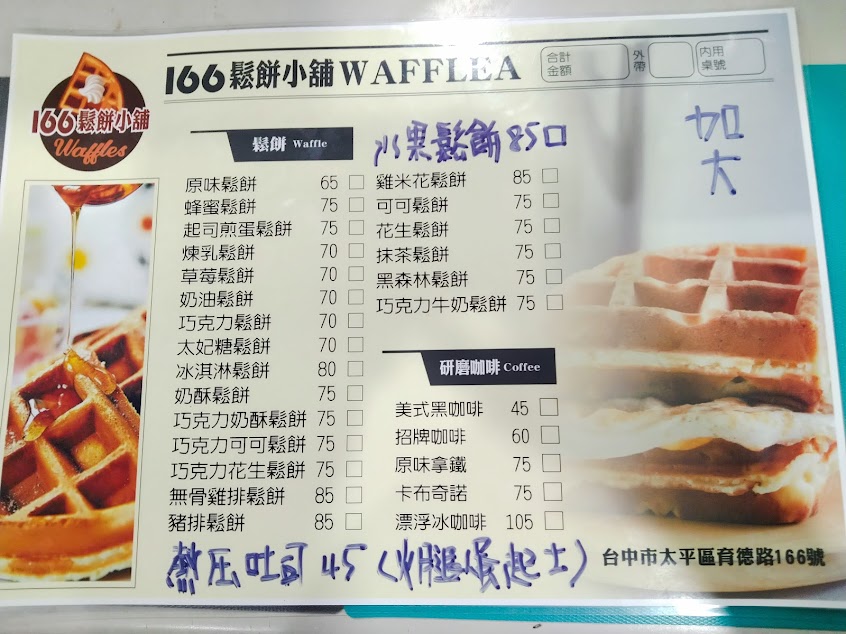 166鬆餅小舖 WAFFLEA
合計金額
外帶
內用桌號
166鬆餅小舖
Waffles
加大
鬆餅 Waffle
原味鬆餅 65
蜂蜜鬆餅 75
起司煎蛋鬆餅 75
煉乳鬆餅 70
草莓鬆餅 70
奶油鬆餅 70
巧克力鬆餅 70
太妃糖鬆餅 70
冰淇淋鬆餅 80
奶酥鬆餅 75
巧克力奶酥鬆餅 75
巧克力可可鬆餅 75
巧克力花生鬆餅 75
無骨雞排鬆餅 85
豬排鬆餅 85
水果鬆餅 85口
雞米花鬆餅 85
可可鬆餅 75
花生鬆餅 75
抹茶鬆餅 75
黑森林鬆餅 75
巧克力牛奶鬆餅 75
研磨咖啡 Coffee
美式黑咖啡 45
招牌咖啡 60
原味拿鐵 75
卡布奇諾 75
漂浮冰咖啡 105
熱压吐司 45(火腿蛋起士)
台中市太平區育德路166號